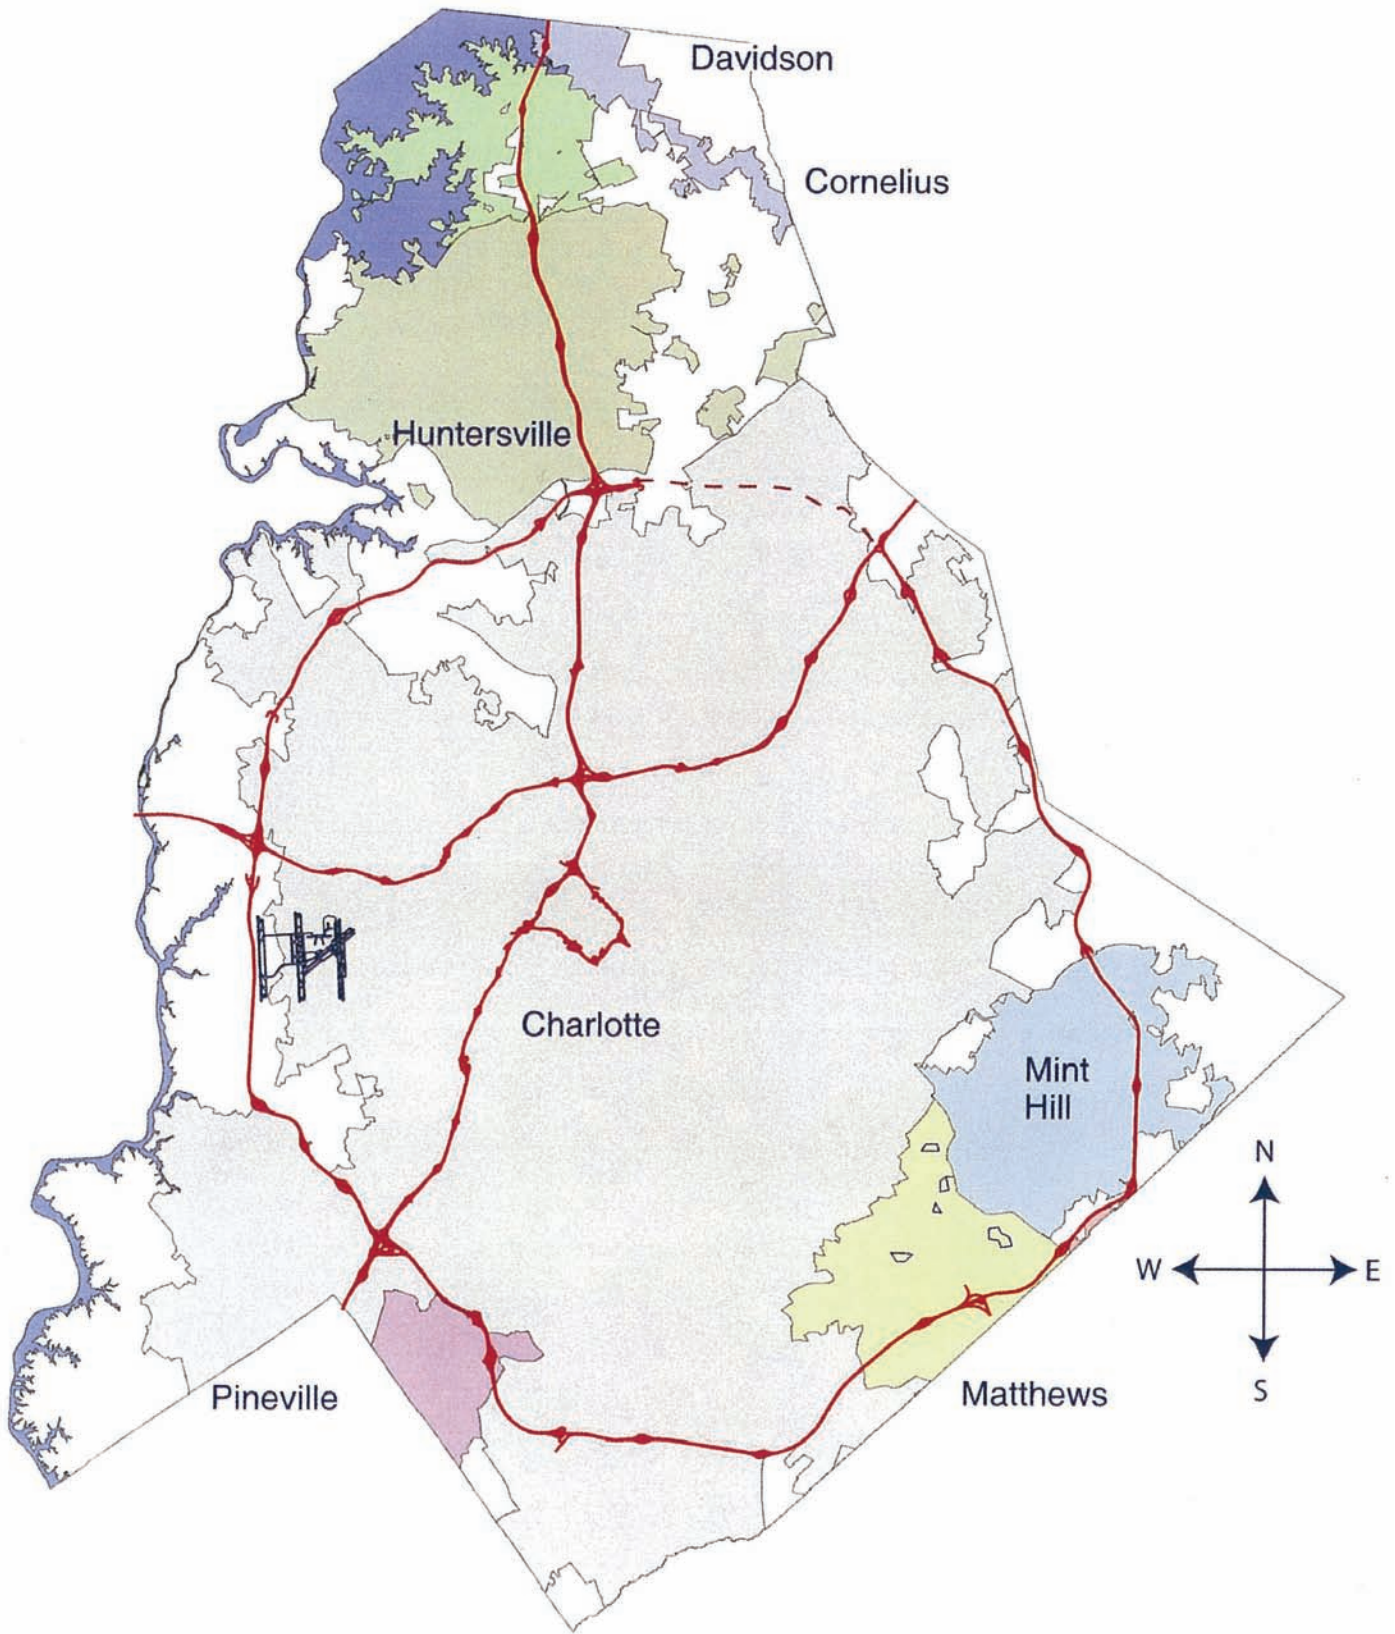 Davidson
Cornelius
Huntersville
Charlotte
Mint
Hill
N
W
E
S
Pineville
Matthews